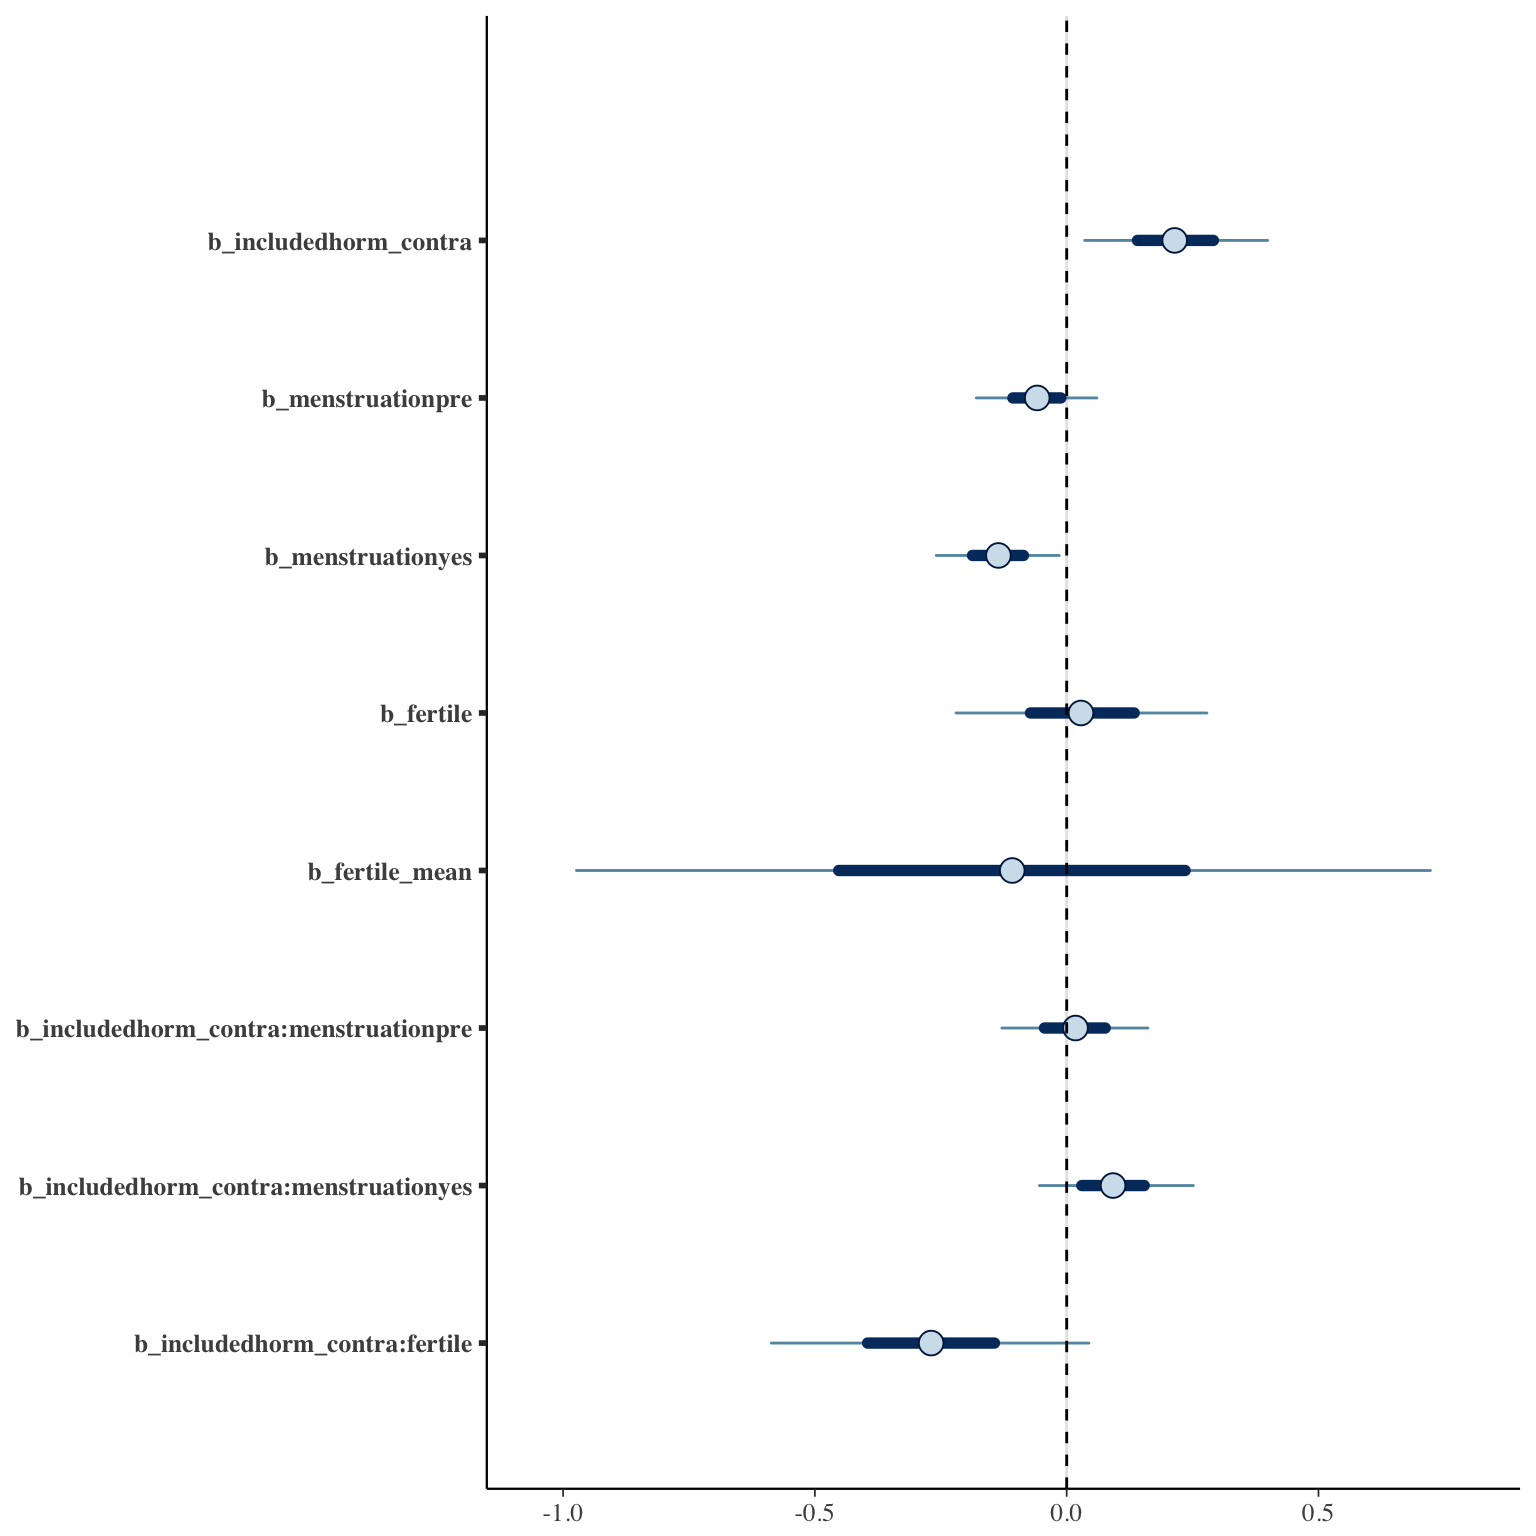 b_includedhorm_contra
b_menstruationpre
b_menstruationyes
b_fertile
b_fertile_mean
b_includedhorm_contra:menstruationpre
b_includedhorm_contra:menstruationyes
b_includedhorm_contra:fertile
-1.0 -0.5 0.0 0.5